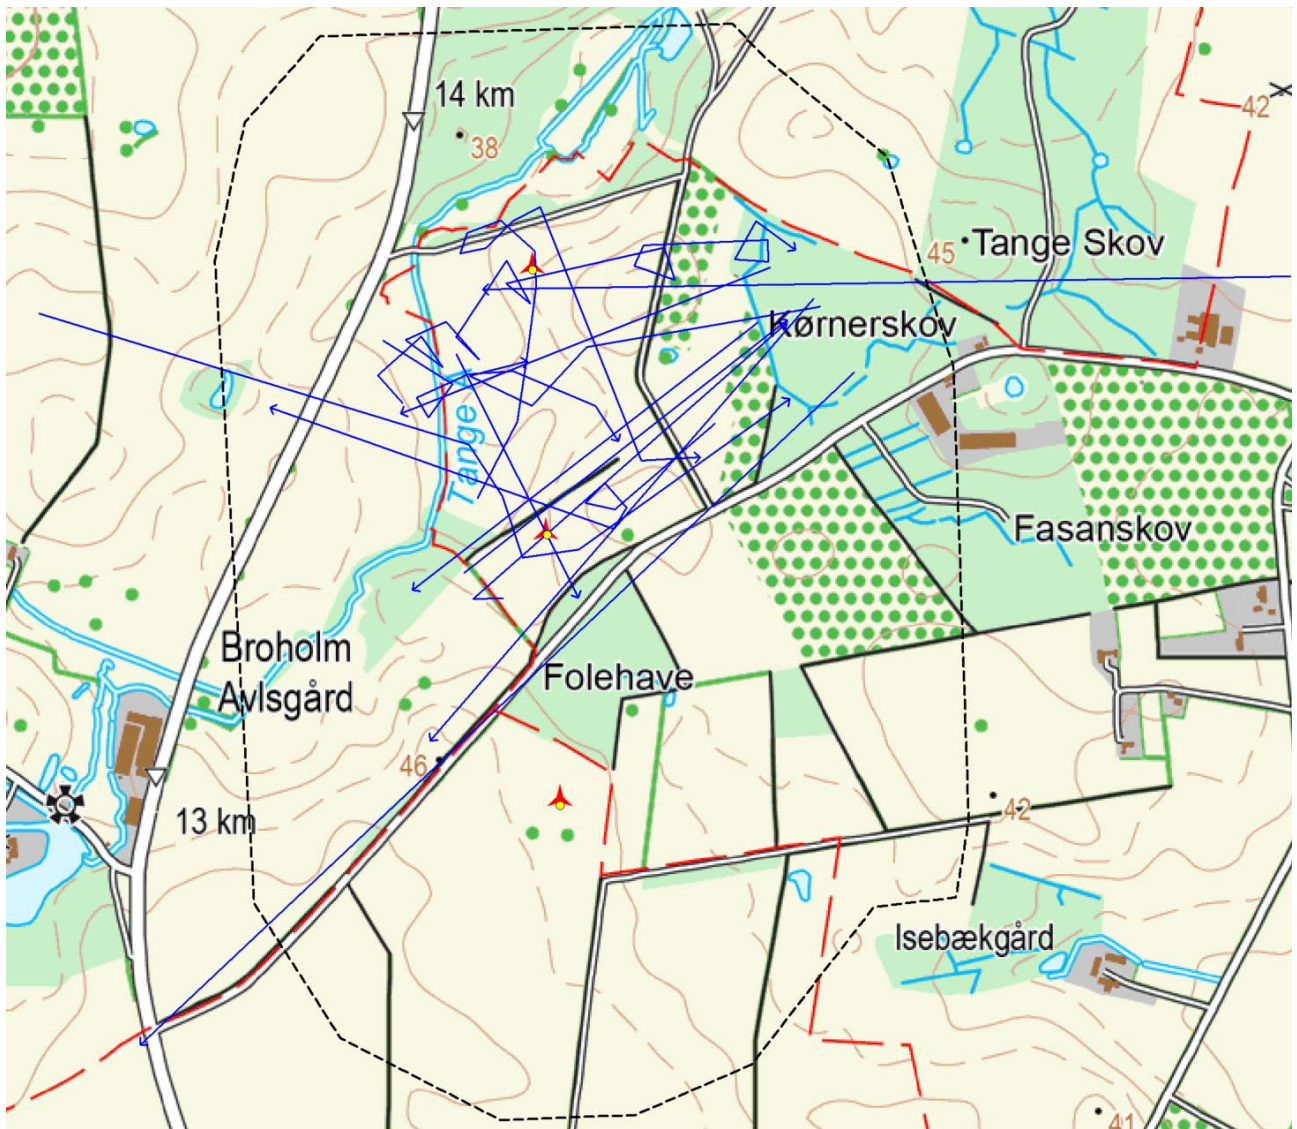 14 km
38
42
45
Tange Skov
Kørnerskov
Tange Å
Fasanskov
Broholm
Avlsgård
Folehave
46
13 km
42
Isebækgård
41